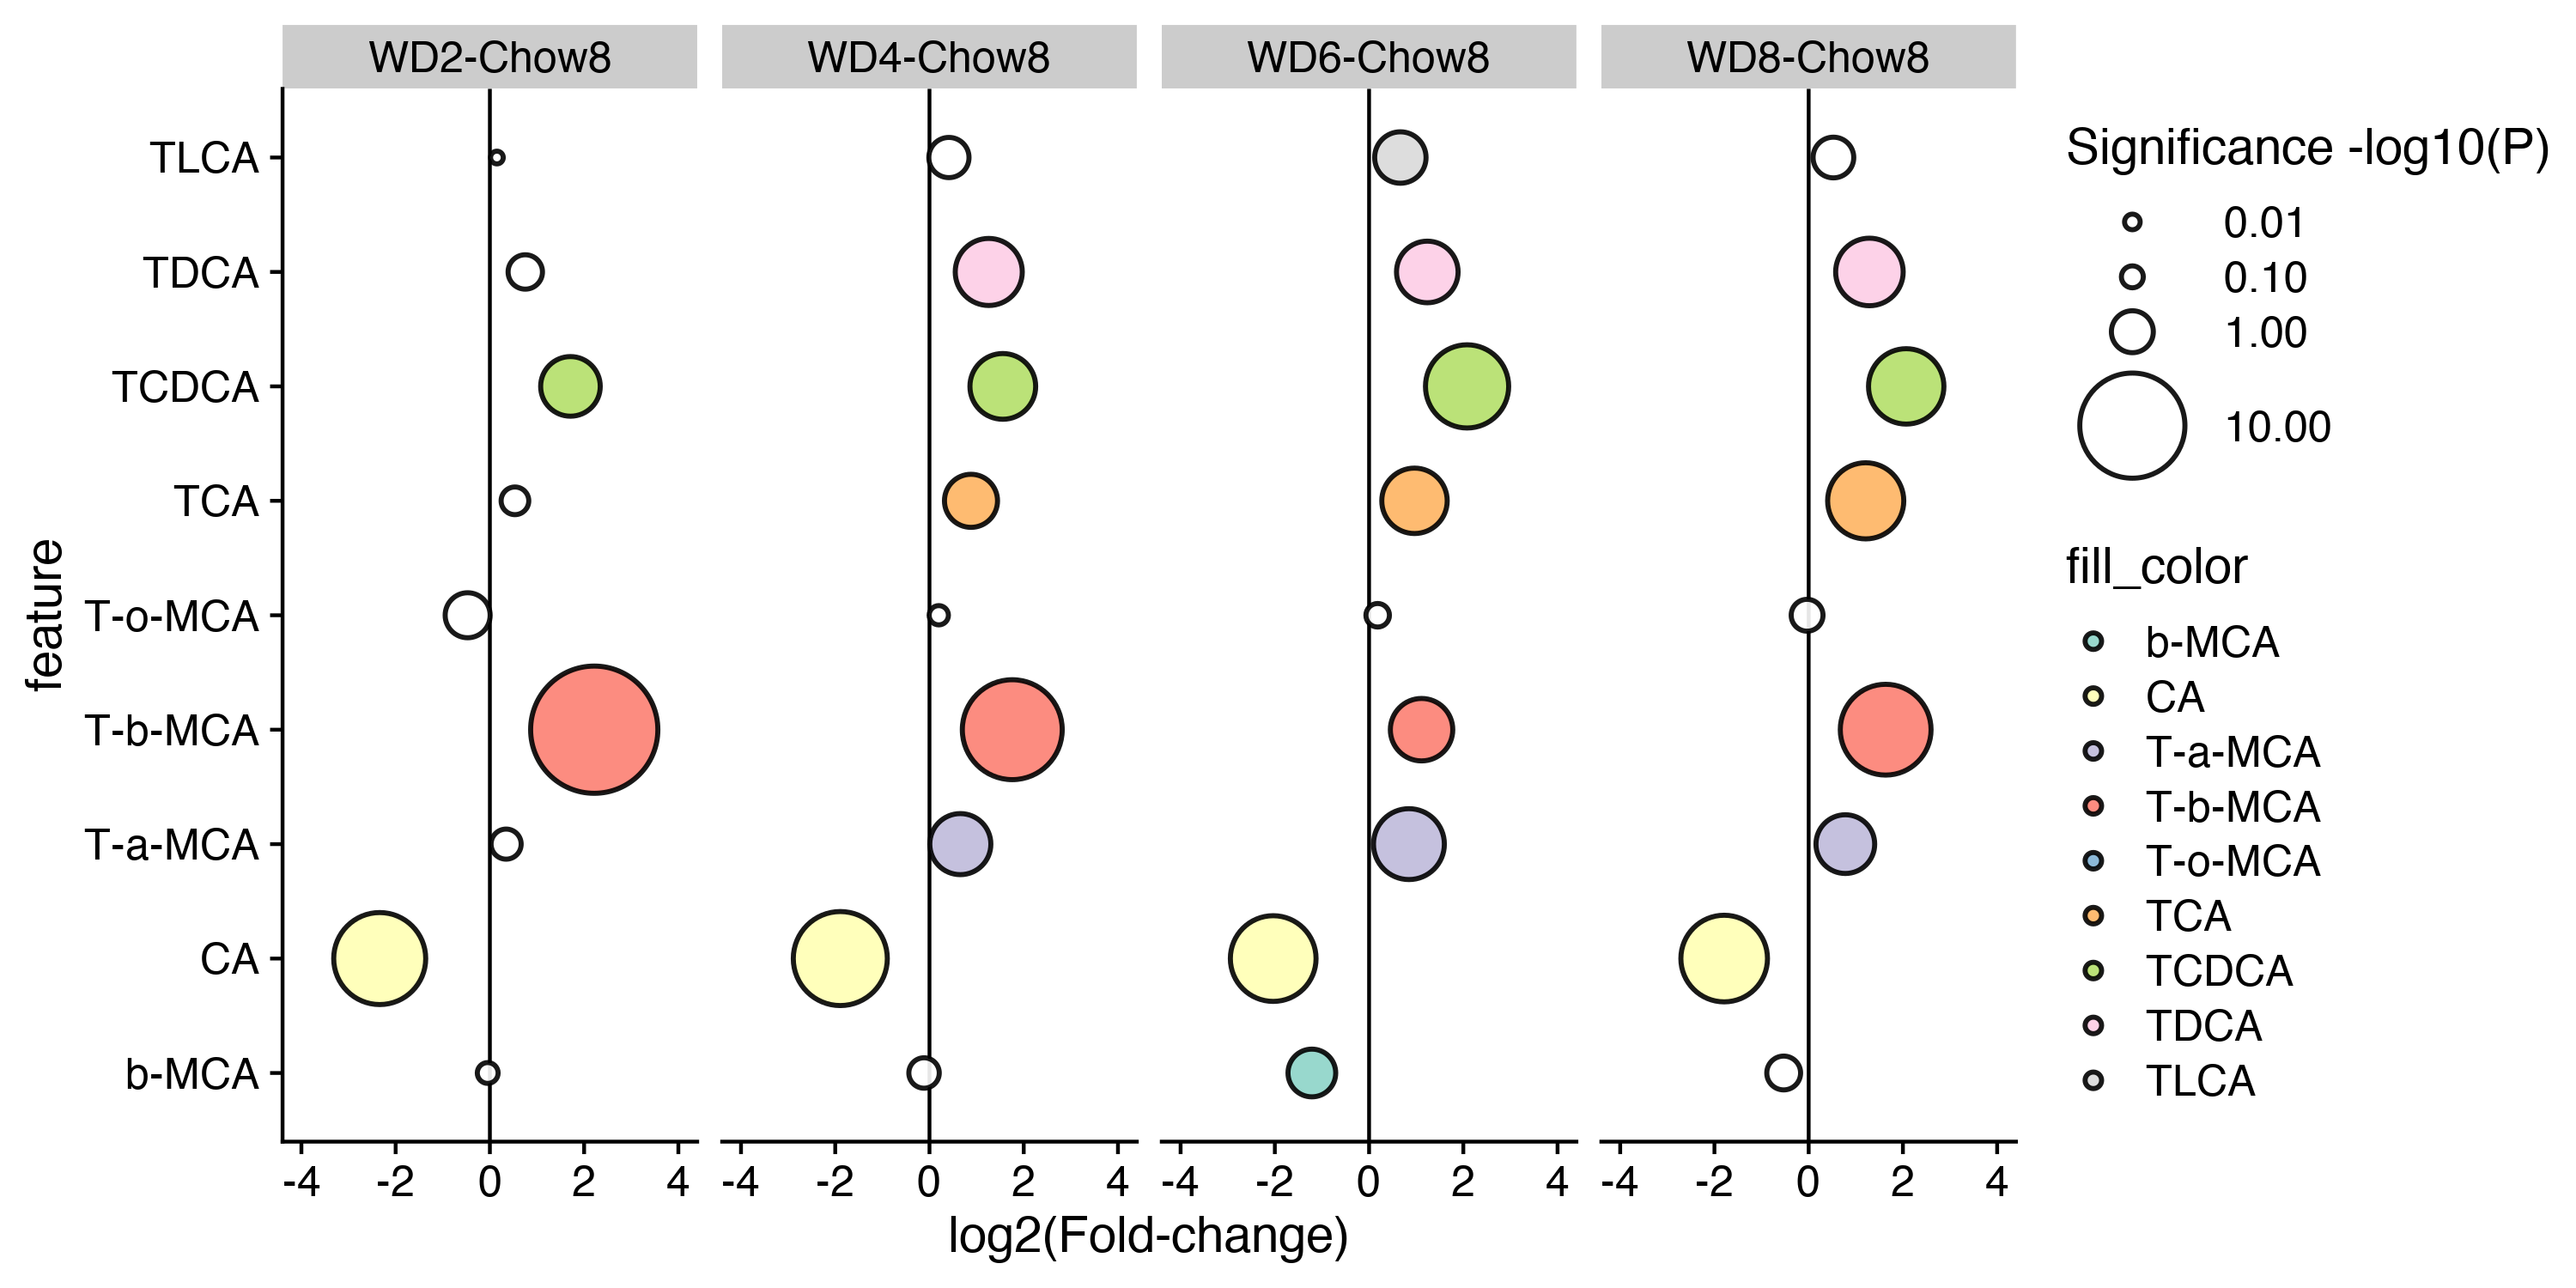 WD2-Chow8 WD4-Chow8 WD6-Chow8 WD8-Chow8
feature
TLCA
TDCA
TCDCA
TCA
T-o-MCA
T-b-MCA
T-a-MCA
CA
b-MCA
-4 -2 0 2 4 -4 -2 0 2 4 -4 -2 0 2 4 -4 -2 0 2 4
log2(Fold-change)
Significance -log10(P)
0.01
0.10
1.00
10.00
fill_color
b-MCA
CA
T-a-MCA
T-b-MCA
T-o-MCA
TCA
TCDCA
TDCA
TLCA